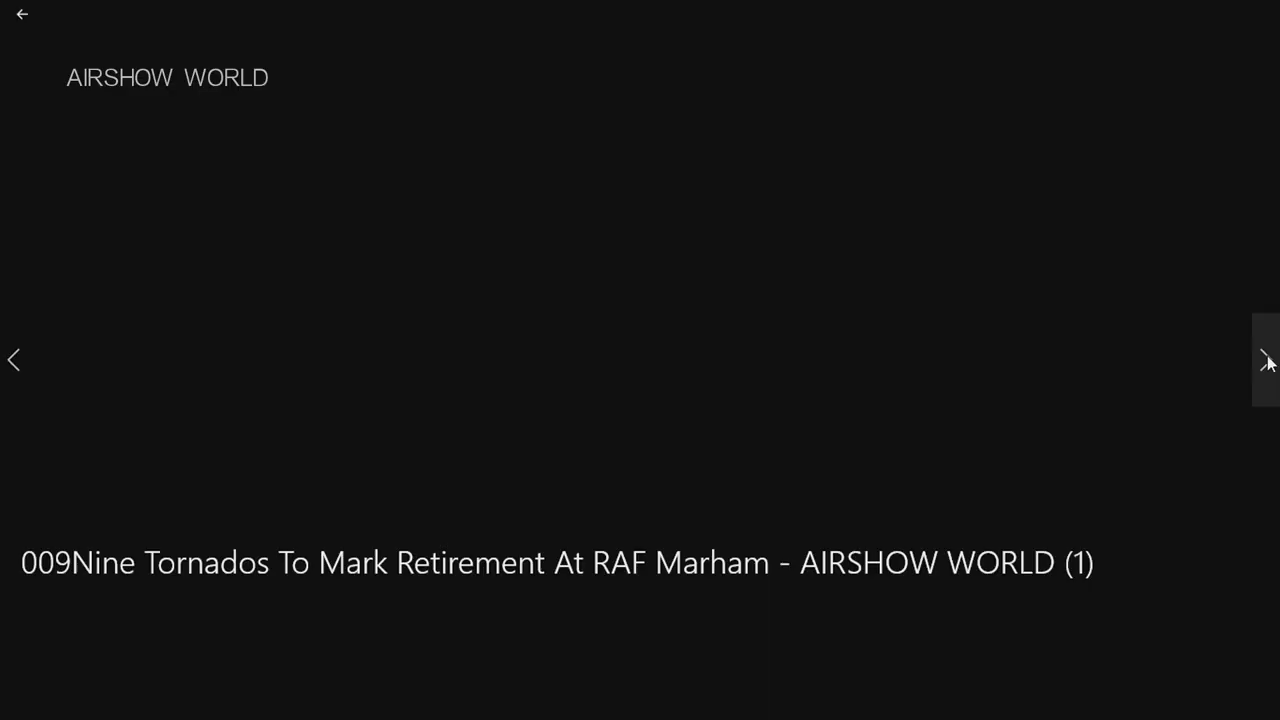 AIRSHOW WORLD
009Nine Tornados To Mark Retirement At RAF Marham - AIRSHOW WORLD (1)